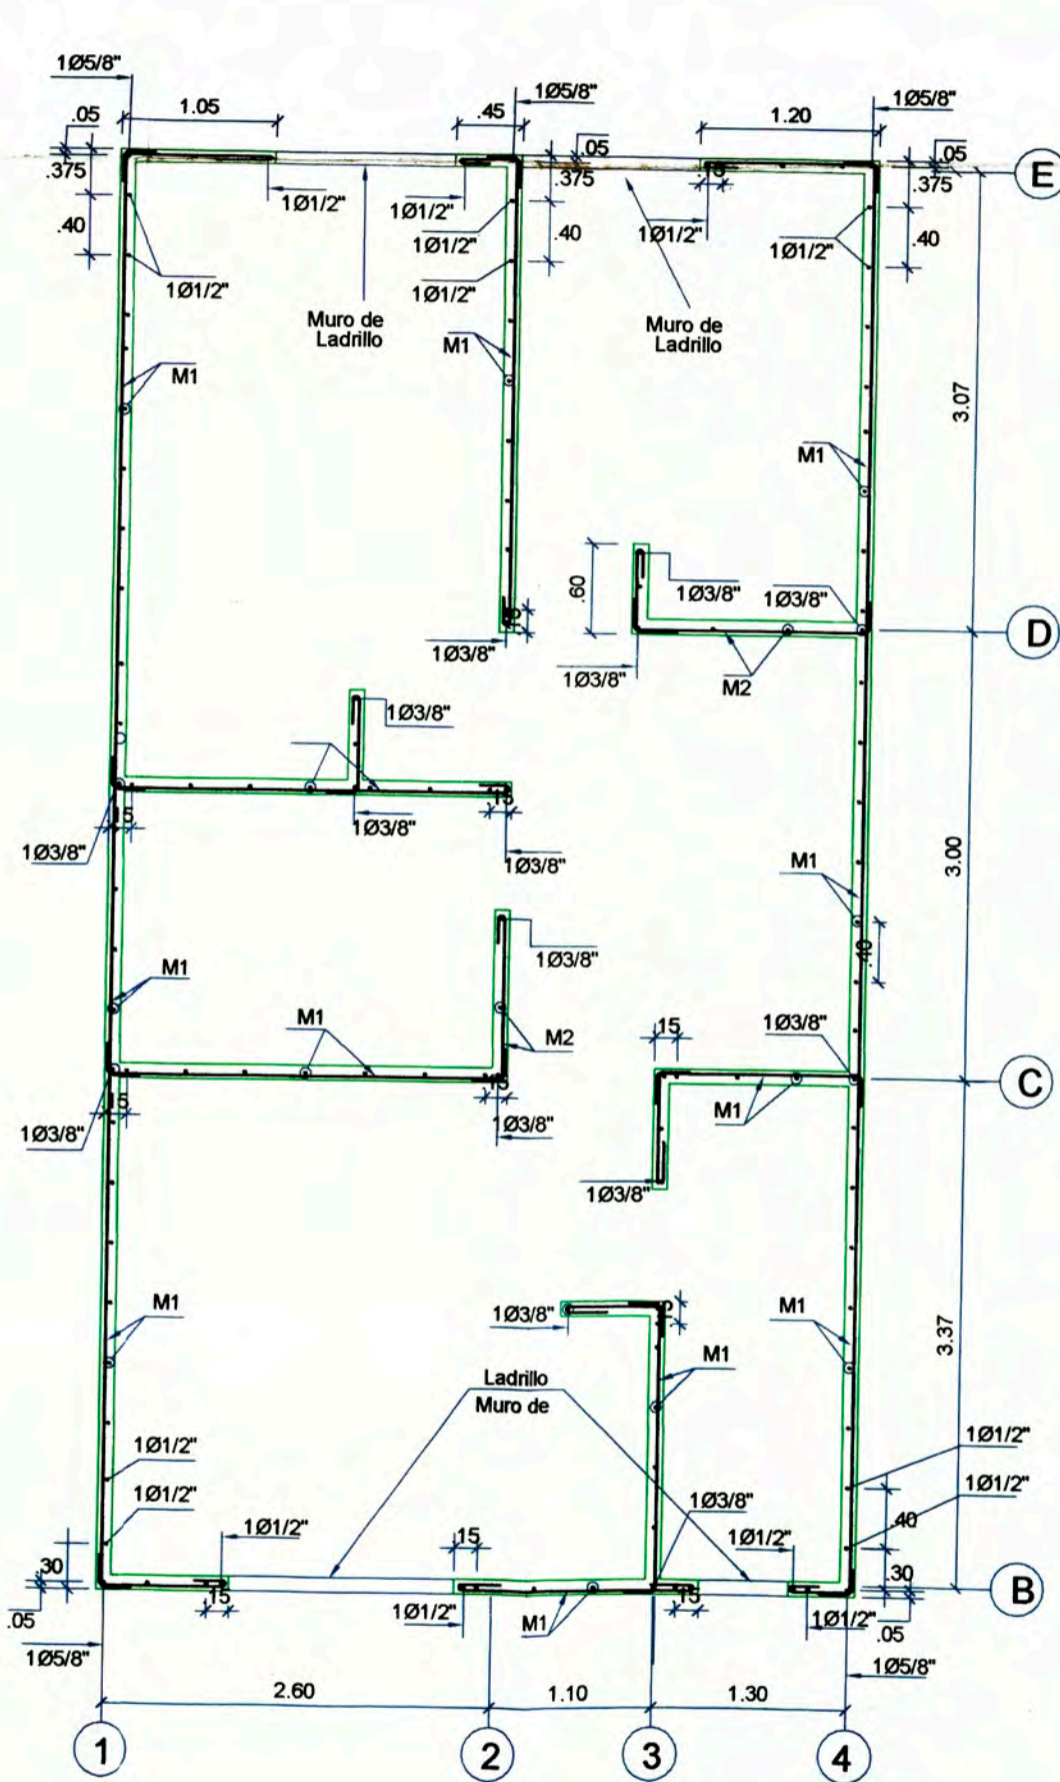 1Ø5/8"
1Ø5/8"
1Ø5/8"
.05
1.05
.45
.05
1.20
.05
E
.375
.375
.375
1Ø1/2"
1Ø1/2"
1Ø1/2"
1Ø1/2"
1Ø1/2"
.40
.40
.40
1Ø1/2"
1Ø1/2"
Muro de
Ladrillo
Muro de
Ladrillo
M1
M1
3.07
M1
.60
1Ø3/8"
1Ø3/8"
D
1Ø3/8"
1Ø3/8"
M2
1Ø3/8"
15
15
1Ø3/8"
1Ø3/8"
1Ø3/8"
M1
3.00
1Ø3/8"
.40
M1
M1
M2
15
1Ø3/8"
C
15
15
M1
1Ø3/8"
1Ø3/8"
1Ø3/8"
M1
1Ø3/8"
M1
M1
3.37
Ladrillo
Muro de
1Ø1/2"
1Ø1/2"
1Ø1/2"
1Ø1/2"
1Ø3/8"
1Ø1/2"
15
1Ø1/2"
.40
.30
.30
B
15
15
.05
1Ø1/2"
M1
1Ø1/2"
.05
1Ø5/8"
1Ø5/8"
2.60
1.10
1.30
1
2
3
4